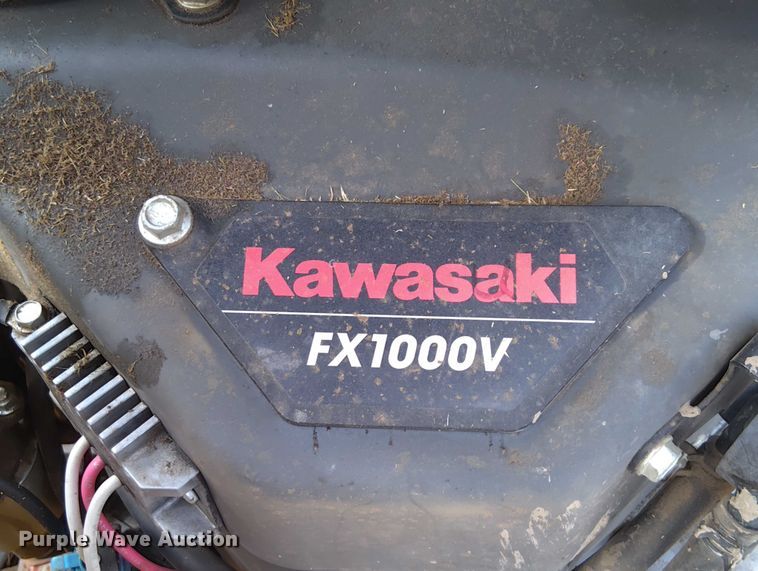 Kawasaki
FX1000V
Purple Wave Auction